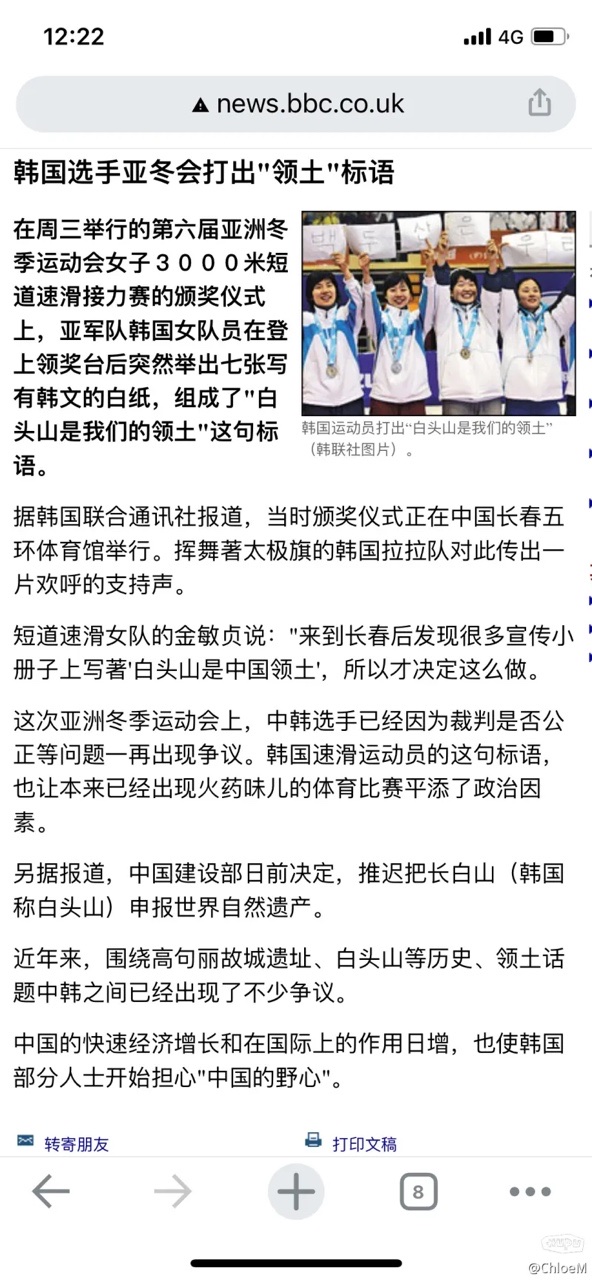 12:22
4G
news.bbc.co.uk
韩国选手亚冬会打出"领土"标语
在周三举行的第六届亚洲冬
季运动会女子３０００米短
道速滑接力赛的颁奖仪式
上，亚军队韩国女队员在登
上领奖台后突然举出七张写
有韩文的白纸，组成了"白
头山是我们的领土"这句标
语。
백 두 산 은 우 리
韩国运动员打出“白头山是我们的领土”
（韩联社图片）。
据韩国联合通讯社报道，当时颁奖仪式正在中国长春五
环体育馆举行。挥舞著太极旗的韩国拉拉队对此传出一
片欢呼的支持声。
短道速滑女队的金敏贞说："来到长春后发现很多宣传小
册子上写著'白头山是中国领土'，所以才决定这么做。
这次亚洲冬季运动会上，中韩选手已经因为裁判是否公
正等问题一再出现争议。韩国速滑运动员的这句标语，
也让本来已经出现火药味儿的体育比赛平添了政治因
素。
另据报道，中国建设部日前决定，推迟把长白山（韩国
称白头山）申报世界自然遗产。
近年来，围绕高句丽故城遗址、白头山等历史、领土话
题中韩之间已经出现了不少争议。
中国的快速经济增长和在国际上的作用日增，也使韩国
部分人士开始担心"中国的野心"。
转寄朋友
打印文稿
8
@ChloeM